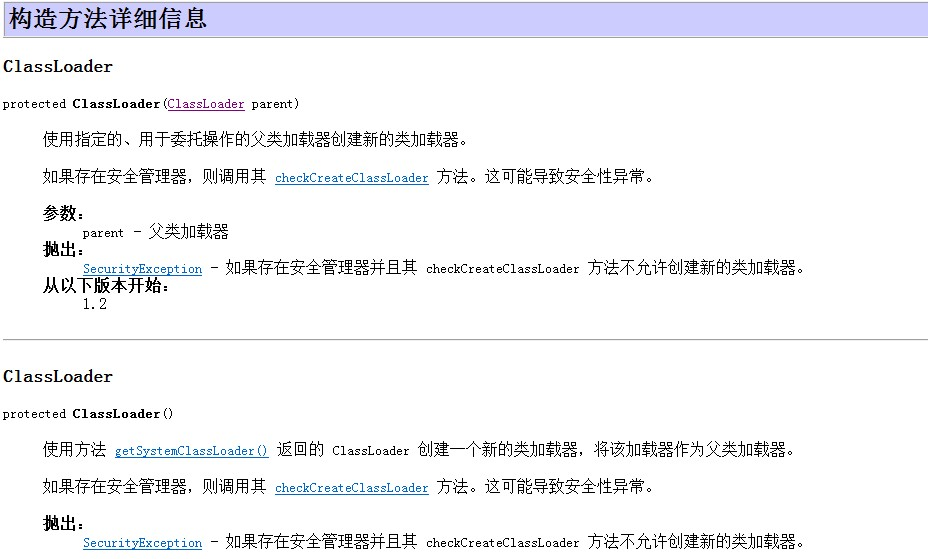 构造方法详细信息
ClassLoader
protected ClassLoader(ClassLoader parent)
使用指定的、用于委托操作的父类加载器创建新的类加载器。
如果存在安全管理器，则调用其 checkCreateClassLoader 方法。这可能导致安全性异常。
参数：
parent - 父类加载器
抛出：
SecurityException - 如果存在安全管理器并且其 checkCreateClassLoader 方法不允许创建新的类加载器。
从以下版本开始：
1.2
ClassLoader
protected ClassLoader()
使用方法 getSystemClassLoader() 返回的 ClassLoader 创建一个新的类加载器，将该加载器作为父类加载器。
如果存在安全管理器，则调用其 checkCreateClassLoader 方法。这可能导致安全性异常。
抛出：
SecurityException - 如果存在安全管理器并且其 checkCreateClassLoader 方法不允许创建新的类加载器。